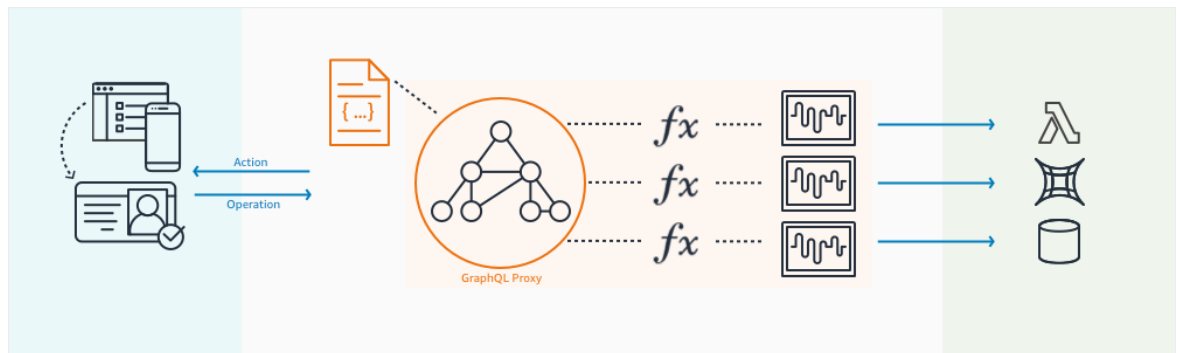 { ...}
Action
Operation
GraphQL Proxy
fx
fx
fx